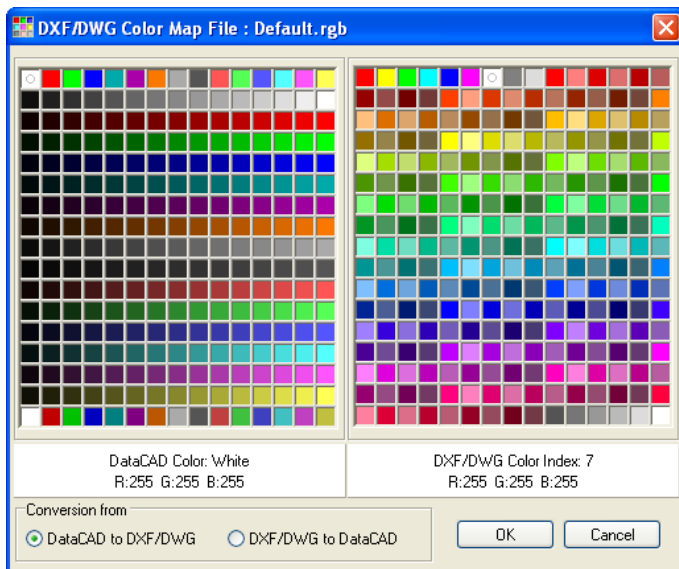 DXF/DWG Color Map File : Default.rgb
DataCAD Color: White
R:255 G:255 B:255
DXF/DWG Color Index: 7
R:255 G:255 B:255
Conversion from
DataCAD to DXF/DWG
DXF/DWG to DataCAD
OK
Cancel